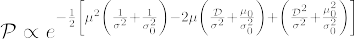 $\mathcal{P} \propto e^{-\frac{1}{2}\left[\mu^2\left(\frac{1}{\sigma^2}+\frac{1}{\sigma_0^2}\right)-2\mu\left(\frac{\mathcal{D}}{\sigma^2}+\frac{\mu_0}{\sigma_0^2}\right)+\left(\frac{\mathcal{D}^2}{\sigma^2}+\frac{\mu_0^2}{\sigma_0^2}\right)\right]}$